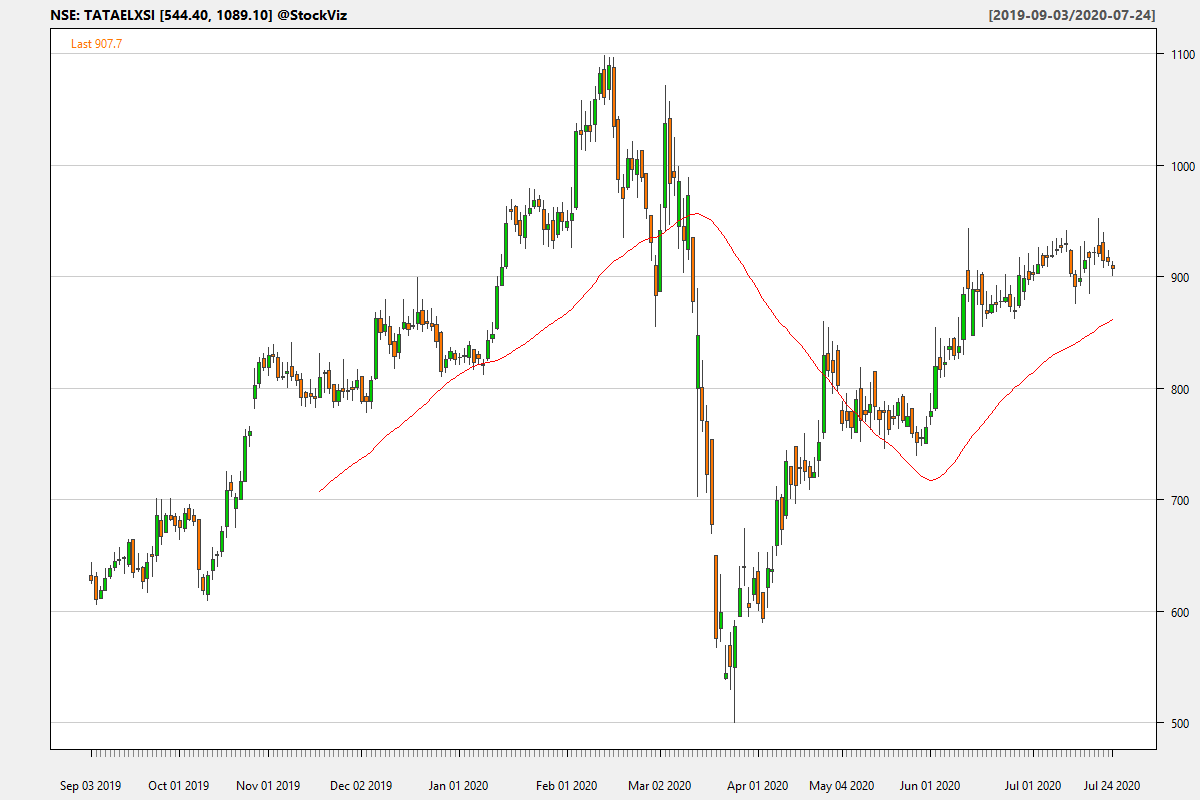 NSE: TATAELXSI [544.40, 1089.10] @StockViz
[2019-09-03/2020-07-24]
Last 907.7
1100
1000
900
800
700
600
500
Sep 03 2019 Oct 01 2019 Nov 01 2019 Dec 02 2019 Jan 01 2020 Feb 01 2020 Mar 02 2020 Apr 01 2020 May 04 2020 Jun 01 2020 Jul 01 2020 Jul 24 2020